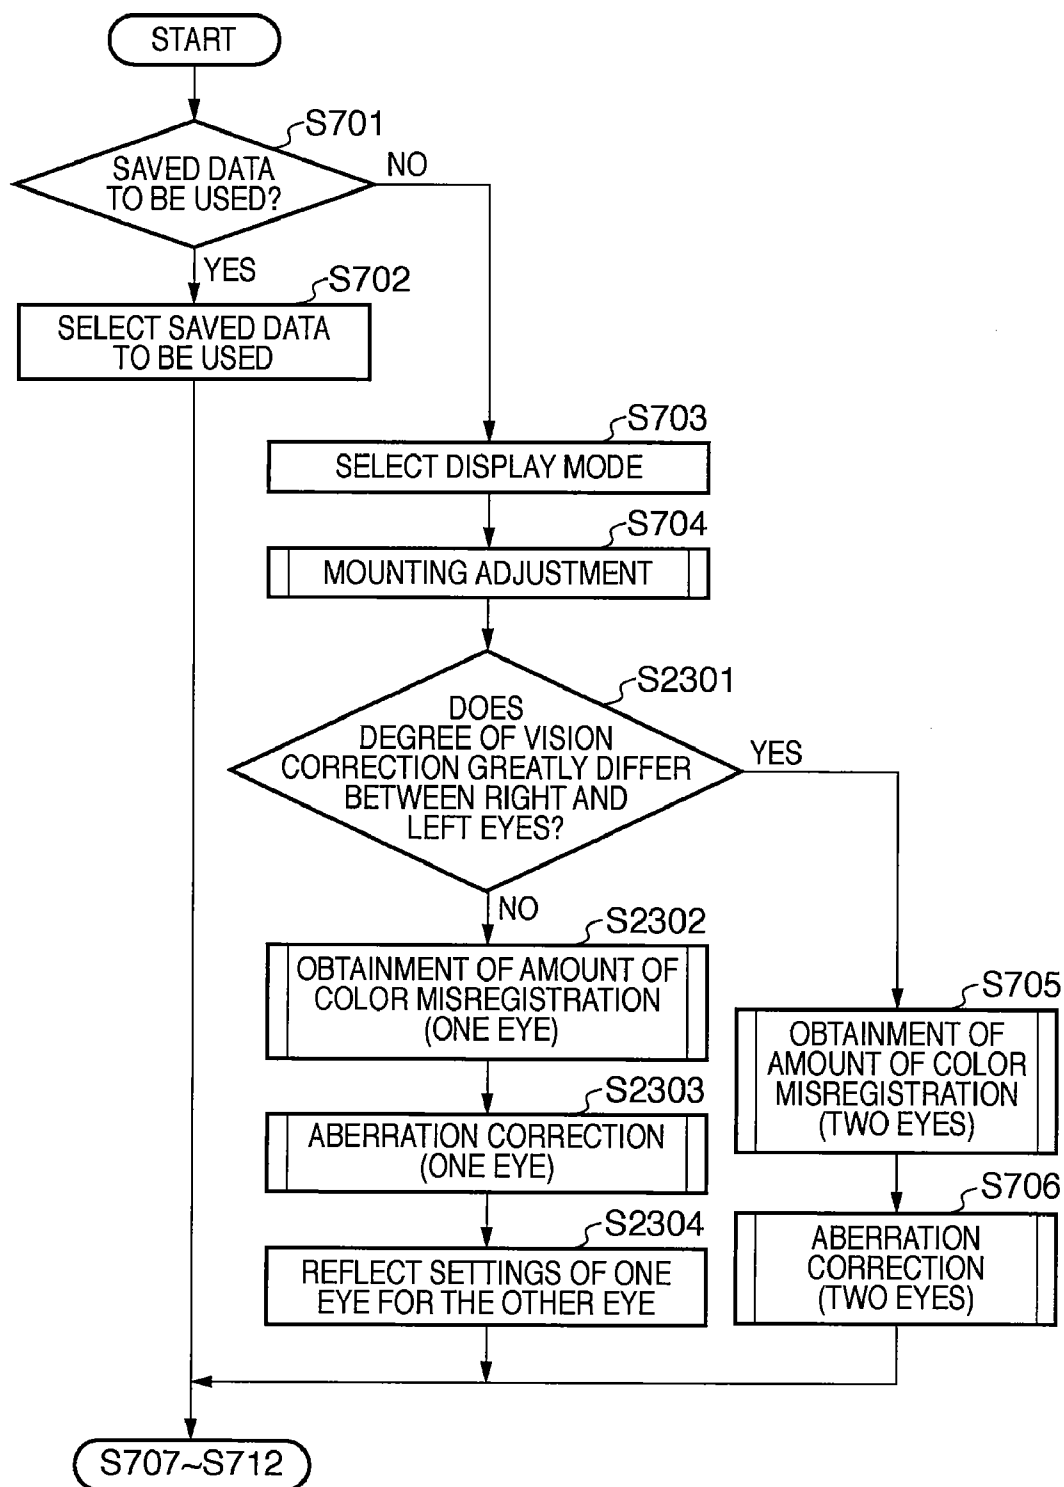 START
S701
SAVED DATA
TO BE USED?
NO
YES
S702
SELECT SAVED DATA
TO BE USED
S703
SELECT DISPLAY MODE
S704
MOUNTING ADJUSTMENT
S2301
DOES
DEGREE OF VISION
CORRECTION GREATLY DIFFER
BETWEEN RIGHT AND
LEFT EYES?
YES
NO
S2302
OBTAINMENT OF AMOUNT OF
COLOR MISREGISTRATION
(ONE EYE)
S2303
ABERRATION CORRECTION
(ONE EYE)
S2304
REFLECT SETTINGS OF ONE
EYE FOR THE OTHER EYE
S705
OBTAINMENT OF
AMOUNT OF COLOR
MISREGISTRATION
(TWO EYES)
S706
ABERRATION
CORRECTION
(TWO EYES)
S707~S712